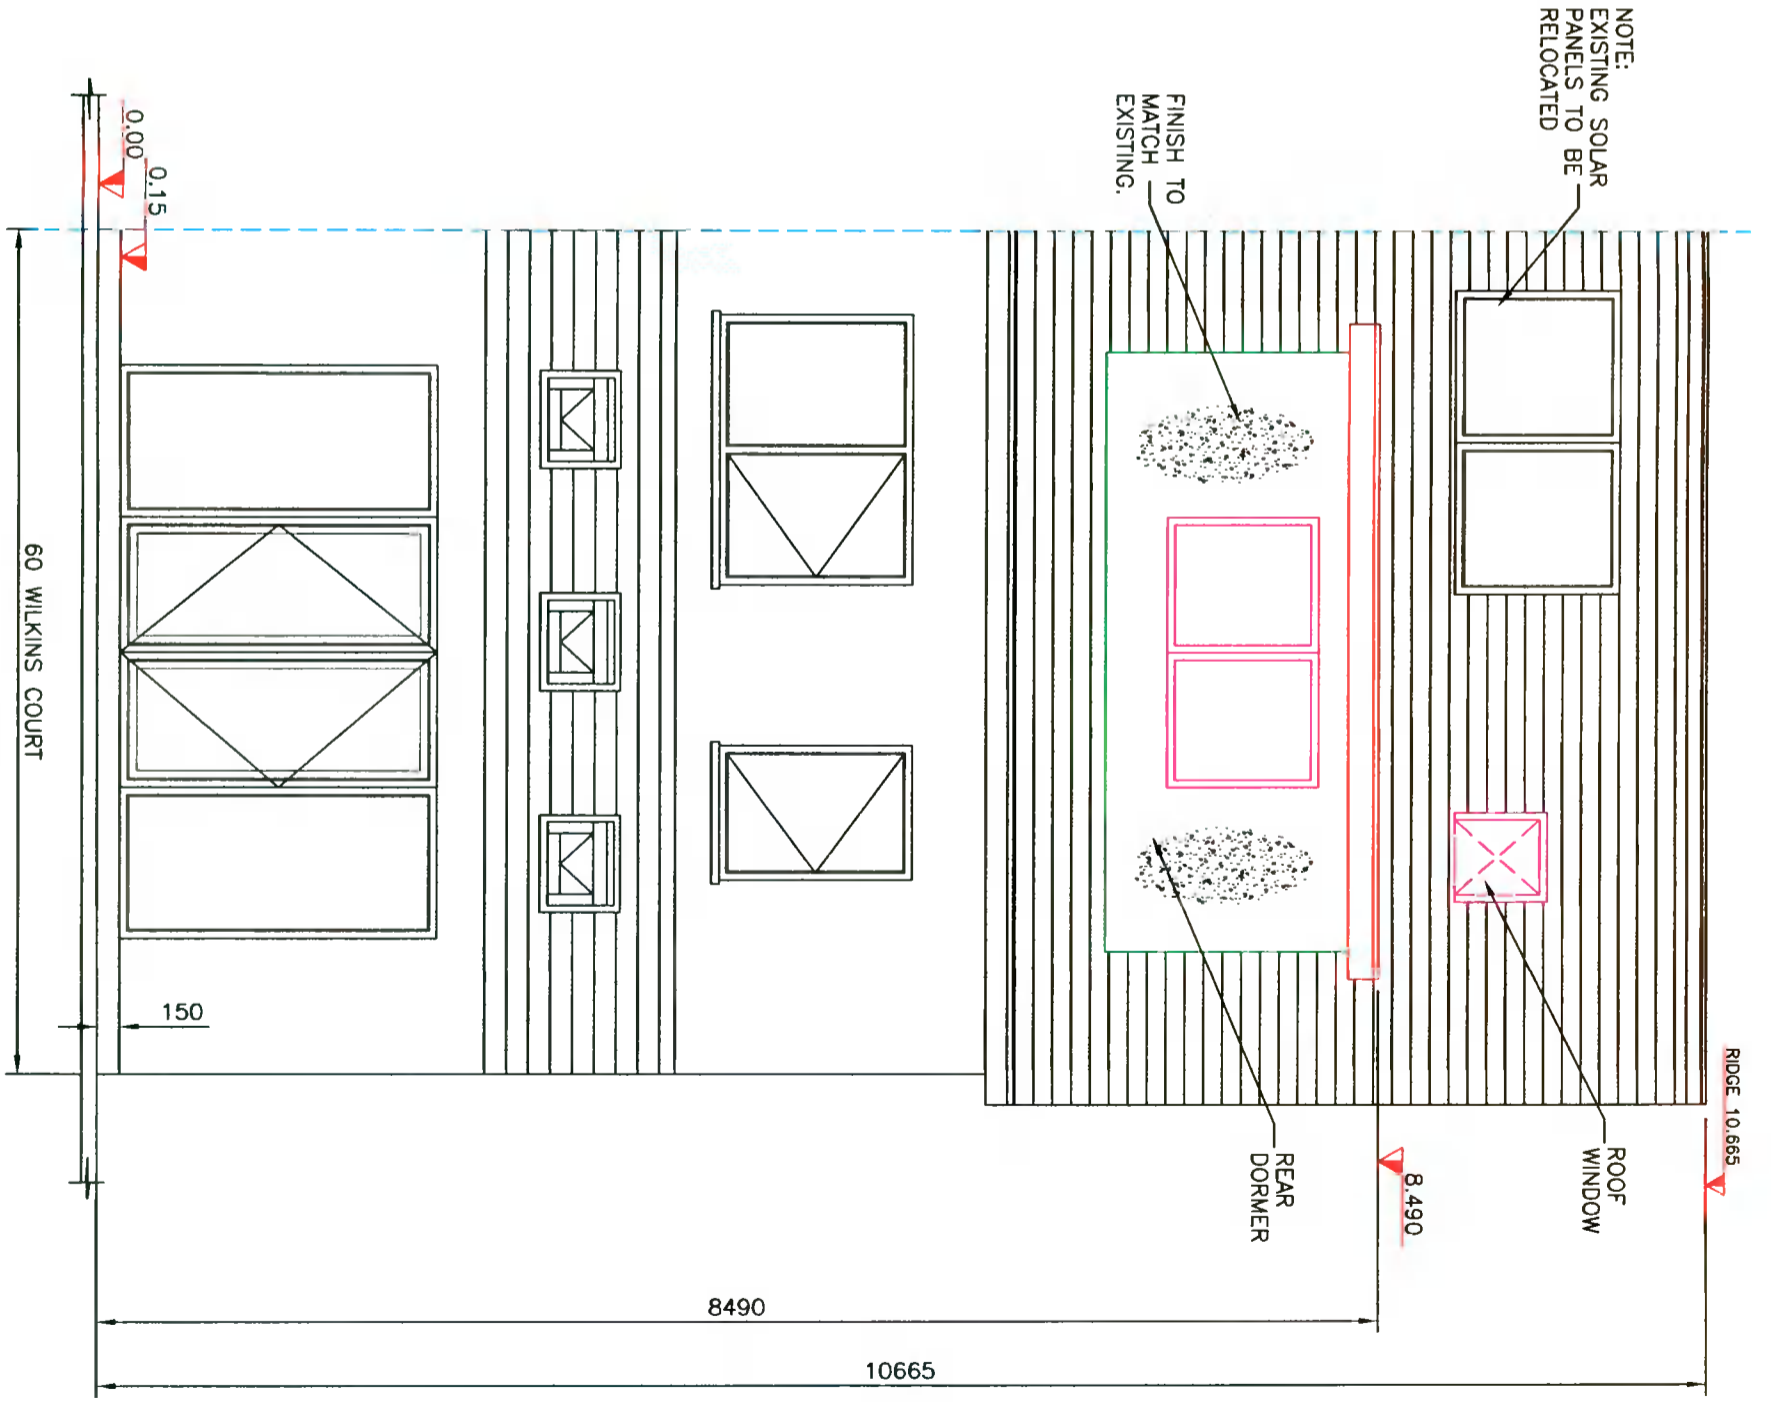 NOTE:
EXISTING SOLAR
PANELS TO BE
RELOCATED
FINISH TO
MATCH
EXISTING.
RIDGE 10.665
ROOF
WINDOW
8.490
REAR
DORMER
0.15
0.00
150
60 WILKINS COURT
8490
10665